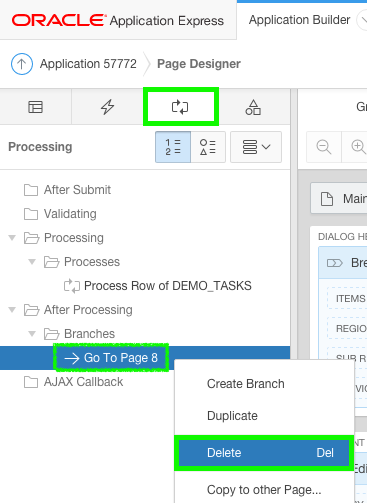 ORACLE Application Express
Application Builder
Application 57772
Page Designer
Gr
Processing
1 =
2 =
After Submit
Main
Validating
Processing
DIALOG HE
Processes
Bre
Process Row of DEMO_TASKS
ITEMS
After Processing
REGIO
Branches
Go To Page 8
SUB R
AJAX Callback
Create Branch
Duplicate
Delete Del
Edi
Copy to other Page...